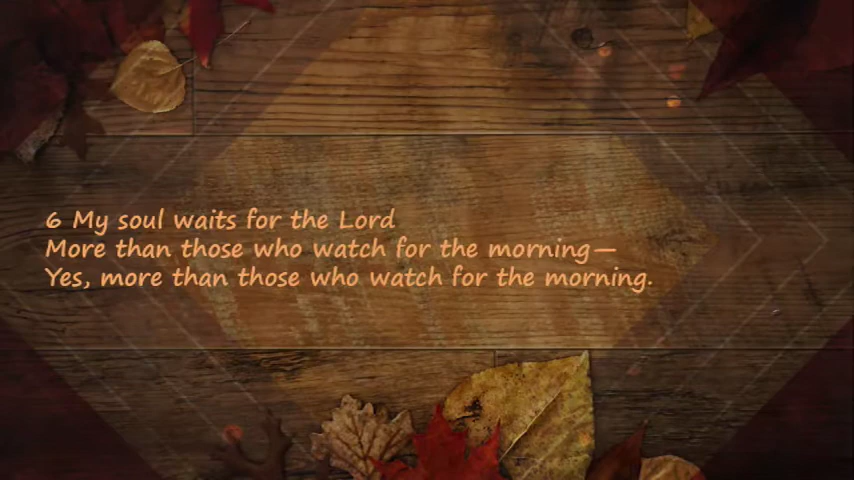 6 My soul waits for the Lord
More than those who watch for the morning—
Yes, more than those who watch for the morning.